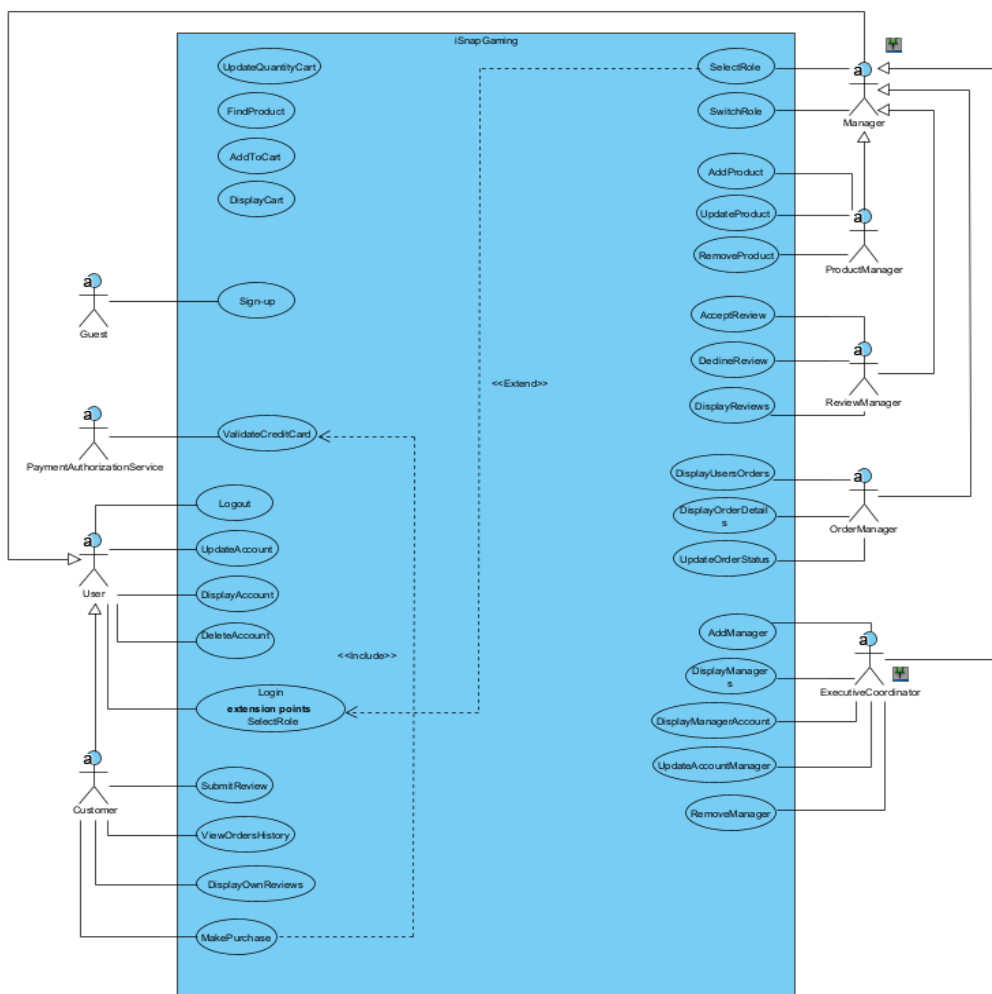 iSnapGaming
UpdateQuantityCart
FindProduct
AddToCart
DisplayCart
SelectRole
SwitchRole
a
Manager
AddProduct
UpdateProduct
RemoveProduct
a
ProductManager
a
Guest
Sign-up
AcceptReview
DeclineReview
DisplayReviews
a
ReviewManager
<<Extend>>
a
PaymentAuthorizationService
ValidateCreditCard
DisplayUsersOrders
DisplayOrderDetail
s
UpdateOrderStatus
a
OrderManager
Logout
UpdateAccount
DisplayAccount
DeleteAccount
a
User
<<Include>>
Login
extension points
SelectRole
AddManager
DisplayManager
s
DisplayManagerAccount
UpdateAccountManager
RemoveManager
a
ExecutiveCoordinator
a
Customer
SubmitReview
ViewOrdersHistory
DisplayOwnReviews
MakePurchase